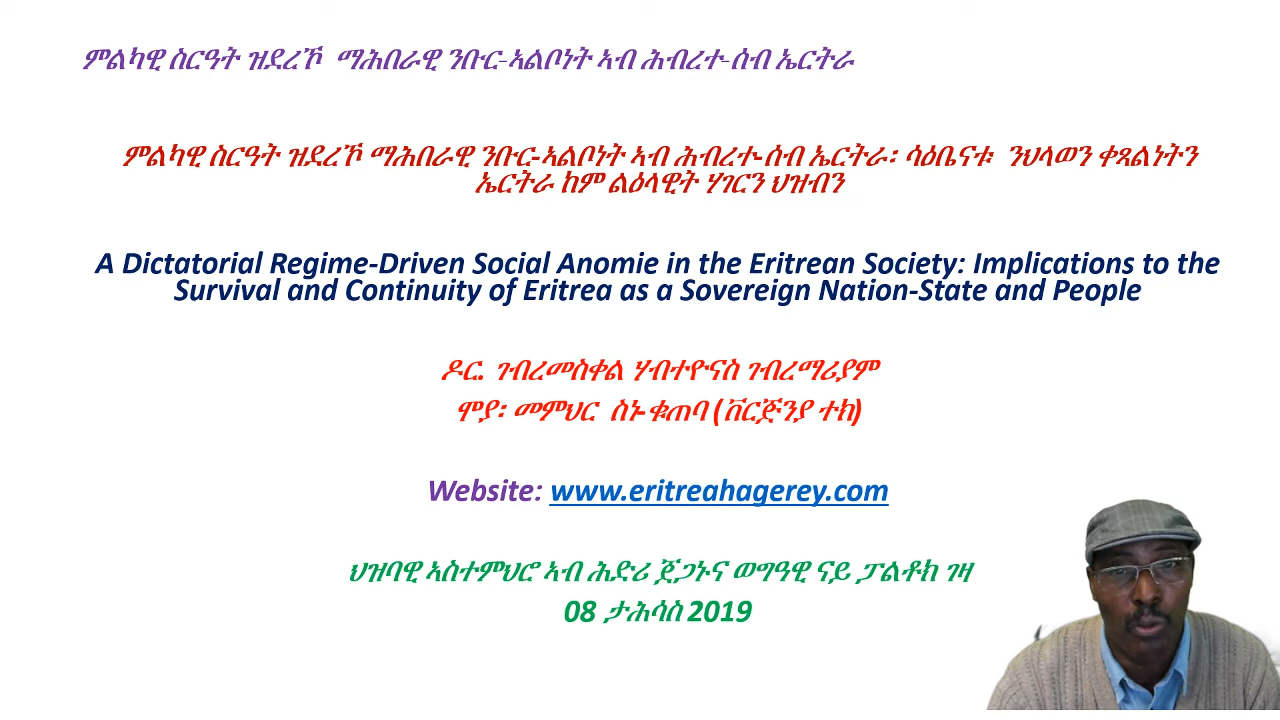 ምልካዊ ስርዓት ዝደረኾ ማሕበራዊ ንቡር-ኣልቦነት ኣብ ሕብረተ-ሰብ ኤርትራ
ምልካዊ ስርዓት ዝደረኾ ማሕበራዊ ንቡር-ኣልቦነት ኣብ ሕብረተ-ሰብ ኤርትራ፡ ሳዕቤናቱ ንህላወን ቀጻልነትን
ኤርትራ ከም ልዕላዊት ሃገርን ህዝብን
A Dictatorial Regime-Driven Social Anomie in the Eritrean Society: Implications to the
Survival and Continuity of Eritrea as a Sovereign Nation-State and People
ዶር. ገብረመስቀል ሃብተዮናስ ገብረማሪያም
ሞያ፡ መምህር ስኑ-ቁጠባ (ቨርጅንያ ተክ)
Website: www.eritreahagerey.com
ህዝባዊ ኣስተምህሮ ኣብ ሕድሪ ጀጋኑና ወግዓዊ ናይ ፓልቶክ ገዛ
08 ታሕሳስ 2019